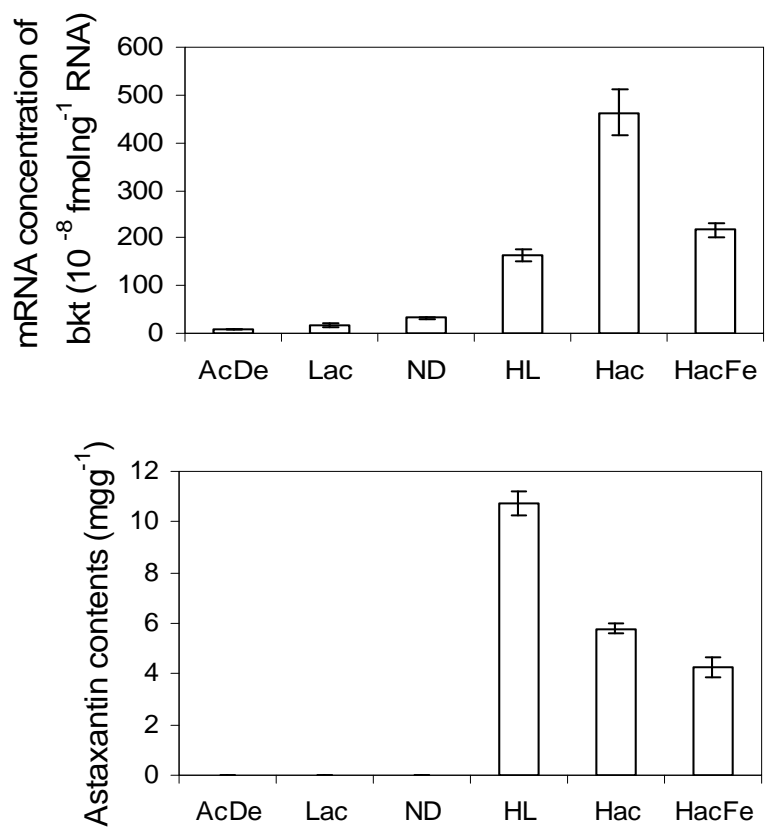 mRNA concentration of
bkt (10 -8 fmolng-1 RNA)
600
500
400
300
200
100
0
AcDe Lac ND HL Hac HacFe
Astaxantin contents (mgg-1)
12
10
8
6
4
2
0
AcDe Lac ND HL Hac HacFe